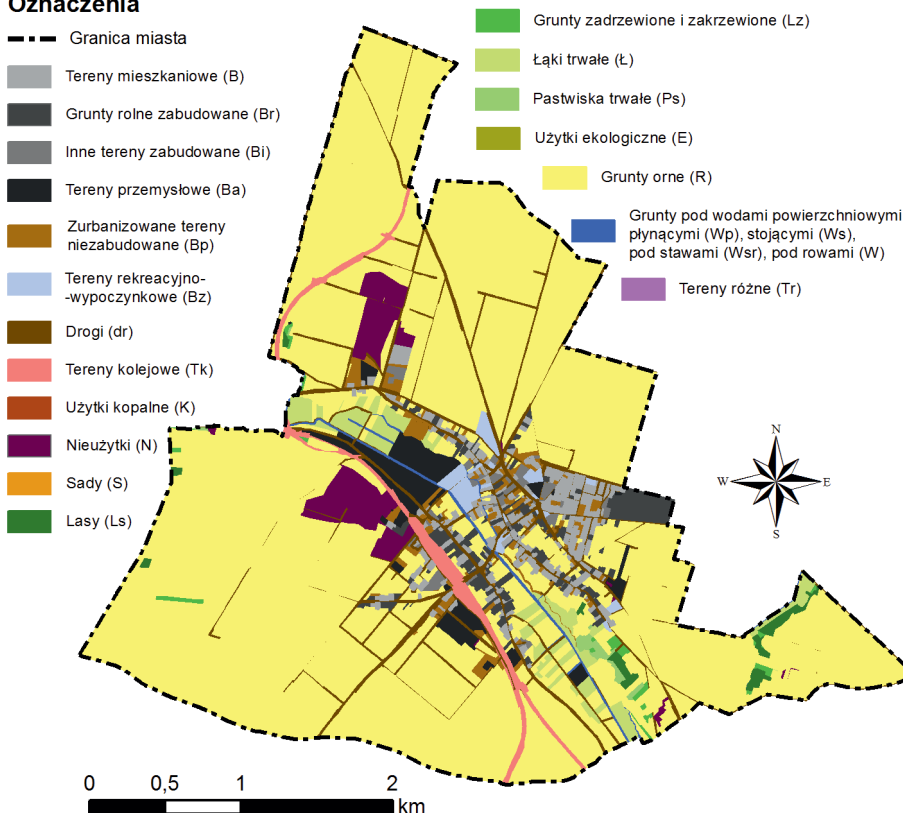 Oznaczenia
Granica miasta
Tereny mieszkaniowe (B)
Grunty rolne zabudowane (Br)
Inne tereny zabudowane (Bi)
Tereny przemysłowe (Ba)
Zurbanizowane tereny
niezabudowane (Bp)
Tereny rekreacyjno-
-wypoczynkowe (Bz)
Drogi (dr)
Tereny kolejowe (Tk)
Użytki kopalne (K)
Nieużytki (N)
Sady (S)
Lasy (Ls)
Grunty zadrzewione i zakrzewione (Lz)
Łąki trwałe (Ł)
Pastwiska trwałe (Ps)
Użytki ekologiczne (E)
Grunty orne (R)
Grunty pod wodami powierzchniowymi
płynącymi (Wp), stojącymi (Ws),
pod stawami (Wsr), pod rowami (W)
Tereny różne (Tr)
N
W E
S
0 0,5 1 2
km